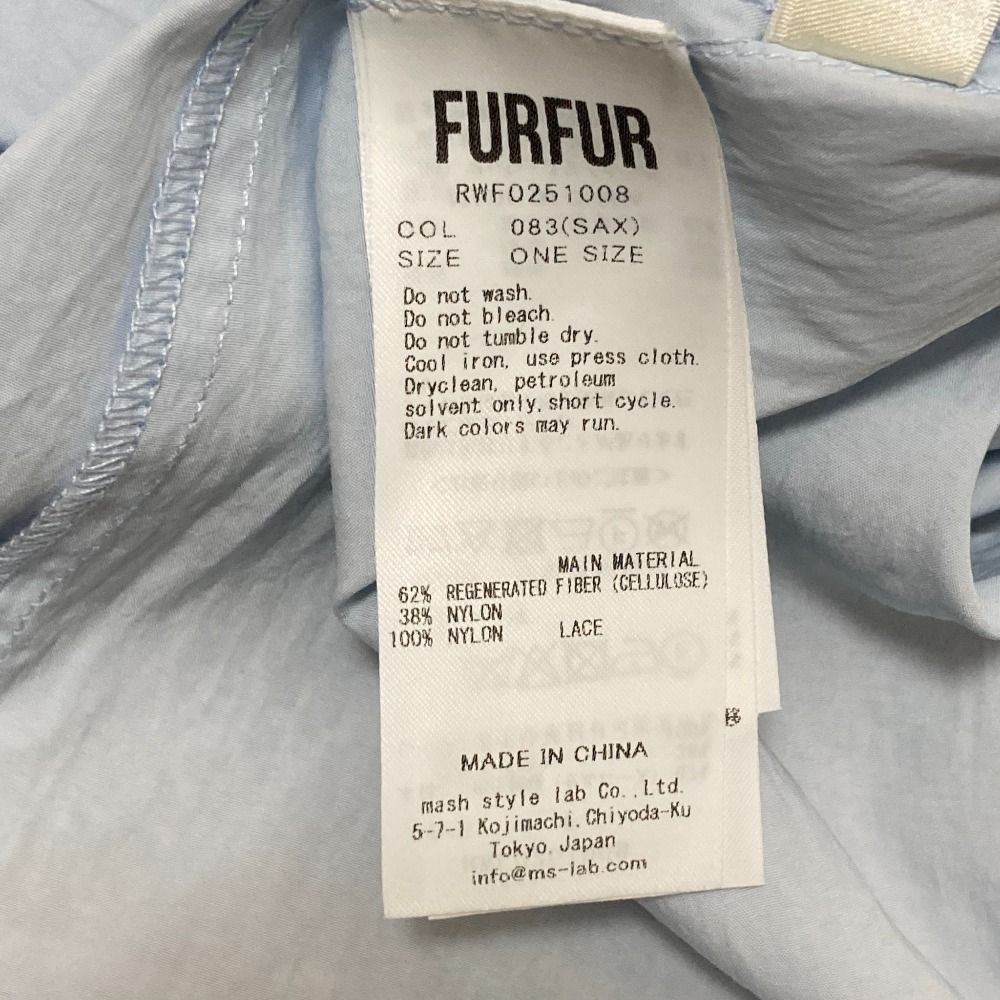 FURFUR
RWFO251008
COL 083(SAX)
SIZE ONE SIZE
Do not wash.
Do not bleach.
Do not tumble dry.
Cool iron, use press cloth.
Dryclean, petroleum
solvent only, short cycle.
Dark colors may run.
MAIN MATERIAL
62% REGENERATED FIBER (CELLULOSE)
38% NYLON
100% NYLON LACE
MADE IN CHINA
mash style lab Co.,Ltd.
5-7-1 Kojimachi, Chiyoda-Ku
Tokyo, Japan
info@ms-lab.com